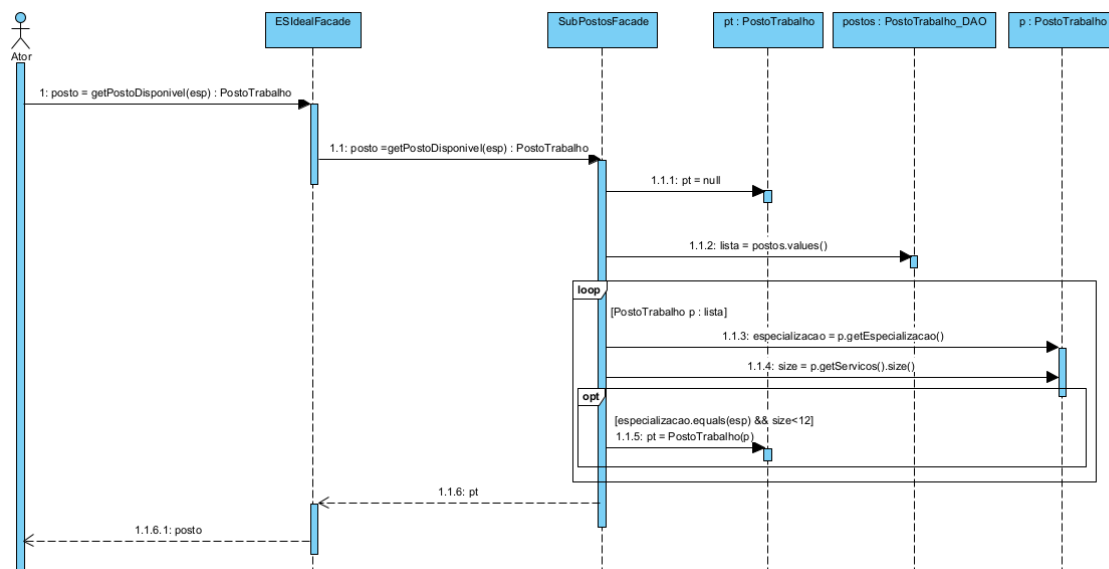 ESIdealFacade
SubPostosFacade
pt : PostoTrabalho
postos : PostoTrabalho_DAO
p : PostoTrabalho
Ator
1: posto = getPostoDisponivel(esp) : PostoTrabalho
1.1: posto =getPostoDisponivel(esp) : PostoTrabalho
1.1.1: pt = null
1.1.2: lista = postos.values()
loop
[PostoTrabalho p : lista]
1.1.3: especializacao = p.getEspecializacao()
1.1.4: size = p.getServicos().size()
opt
[especializacao.equals(esp) && size<12]
1.1.5: pt = PostoTrabalho(p)
1.1.6: pt
1.1.6.1: posto